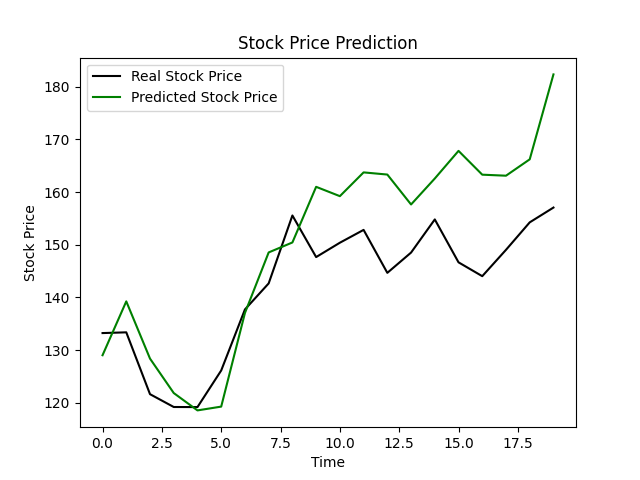 Stock Price Prediction
Real Stock Price
Predicted Stock Price
180
170
160
150
140
130
120
Stock Price
0.0 2.5 5.0 7.5 10.0 12.5 15.0 17.5
Time